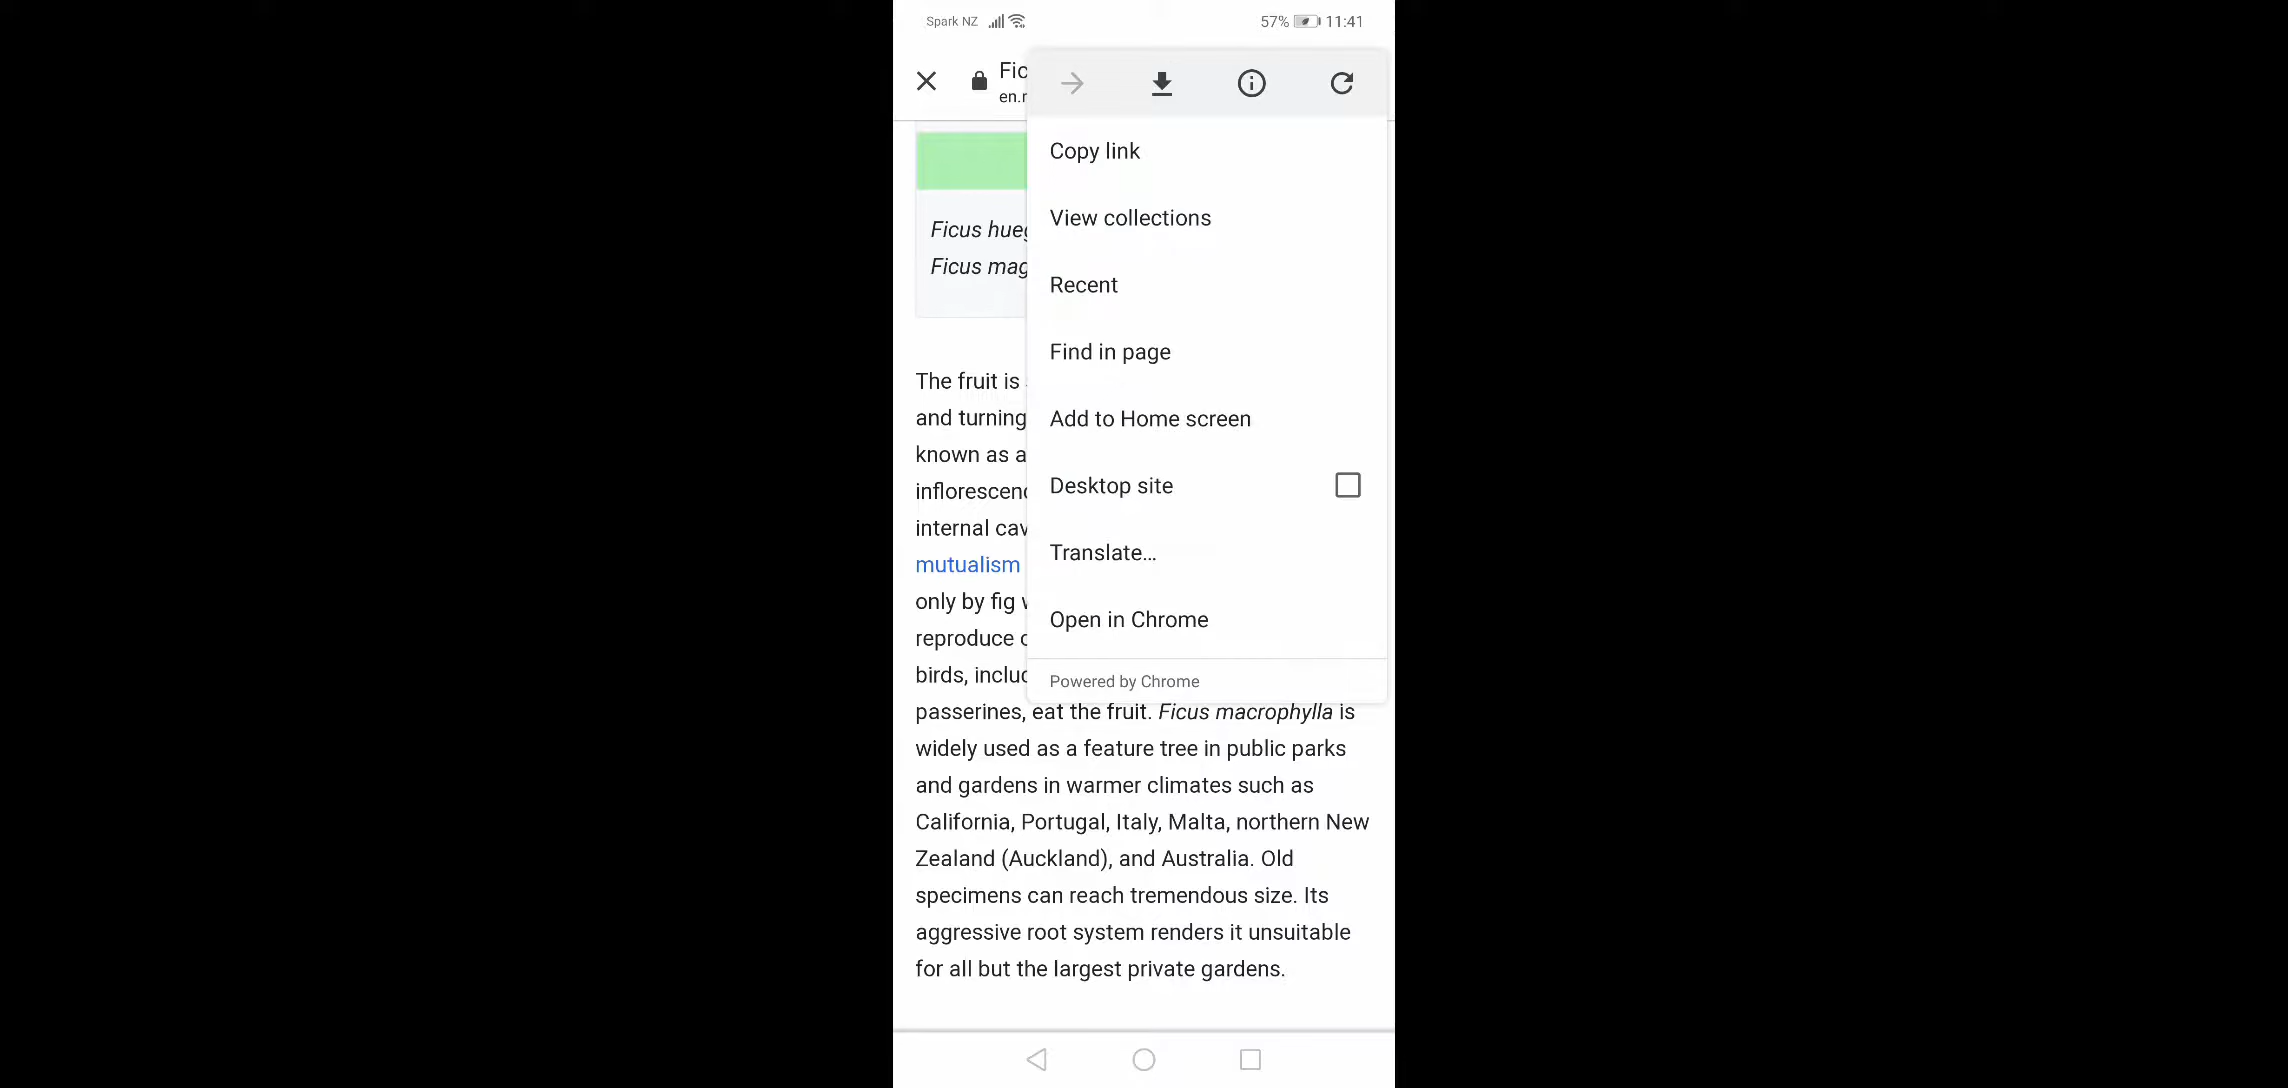 Spark NZ
57% 11:41
Fic
en.r
Copy link
View collections
Recent
Find in page
Add to Home screen
Desktop site
Translate...
Open in Chrome
Powered by Chrome
Ficus hueg
Ficus mag
The fruit is
and turning
known as a
inflorescenc
internal cav
mutualism
only by fig
reproduce
birds, includ
passerines, eat the fruit. Ficus macrophylla is
widely used as a feature tree in public parks
and gardens in warmer climates such as
California, Portugal, Italy, Malta, northern New
Zealand (Auckland), and Australia. Old
specimens can reach tremendous size. Its
aggressive root system renders it unsuitable
for all but the largest private gardens.